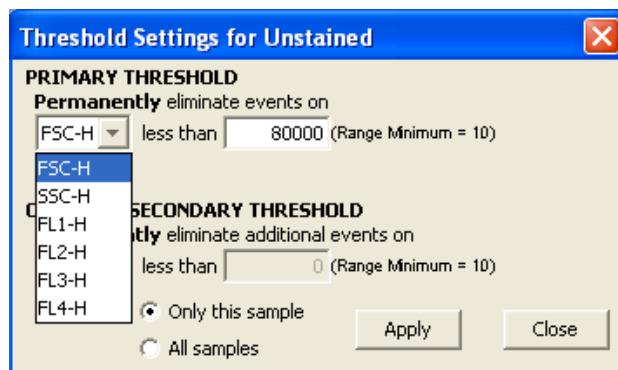 Threshold Settings for Unstained
PRIMARY THRESHOLD
Permanently eliminate events on
FSC-H less than 80000 (Range Minimum = 10)
FSC-H
SSC-H
SECONDARY THRESHOLD
FL1-H
eliminate additional events on
FL2-H
less than 0 (Range Minimum = 10)
FL3-H
FL4-H
Only this sample
Apply Close
All samples